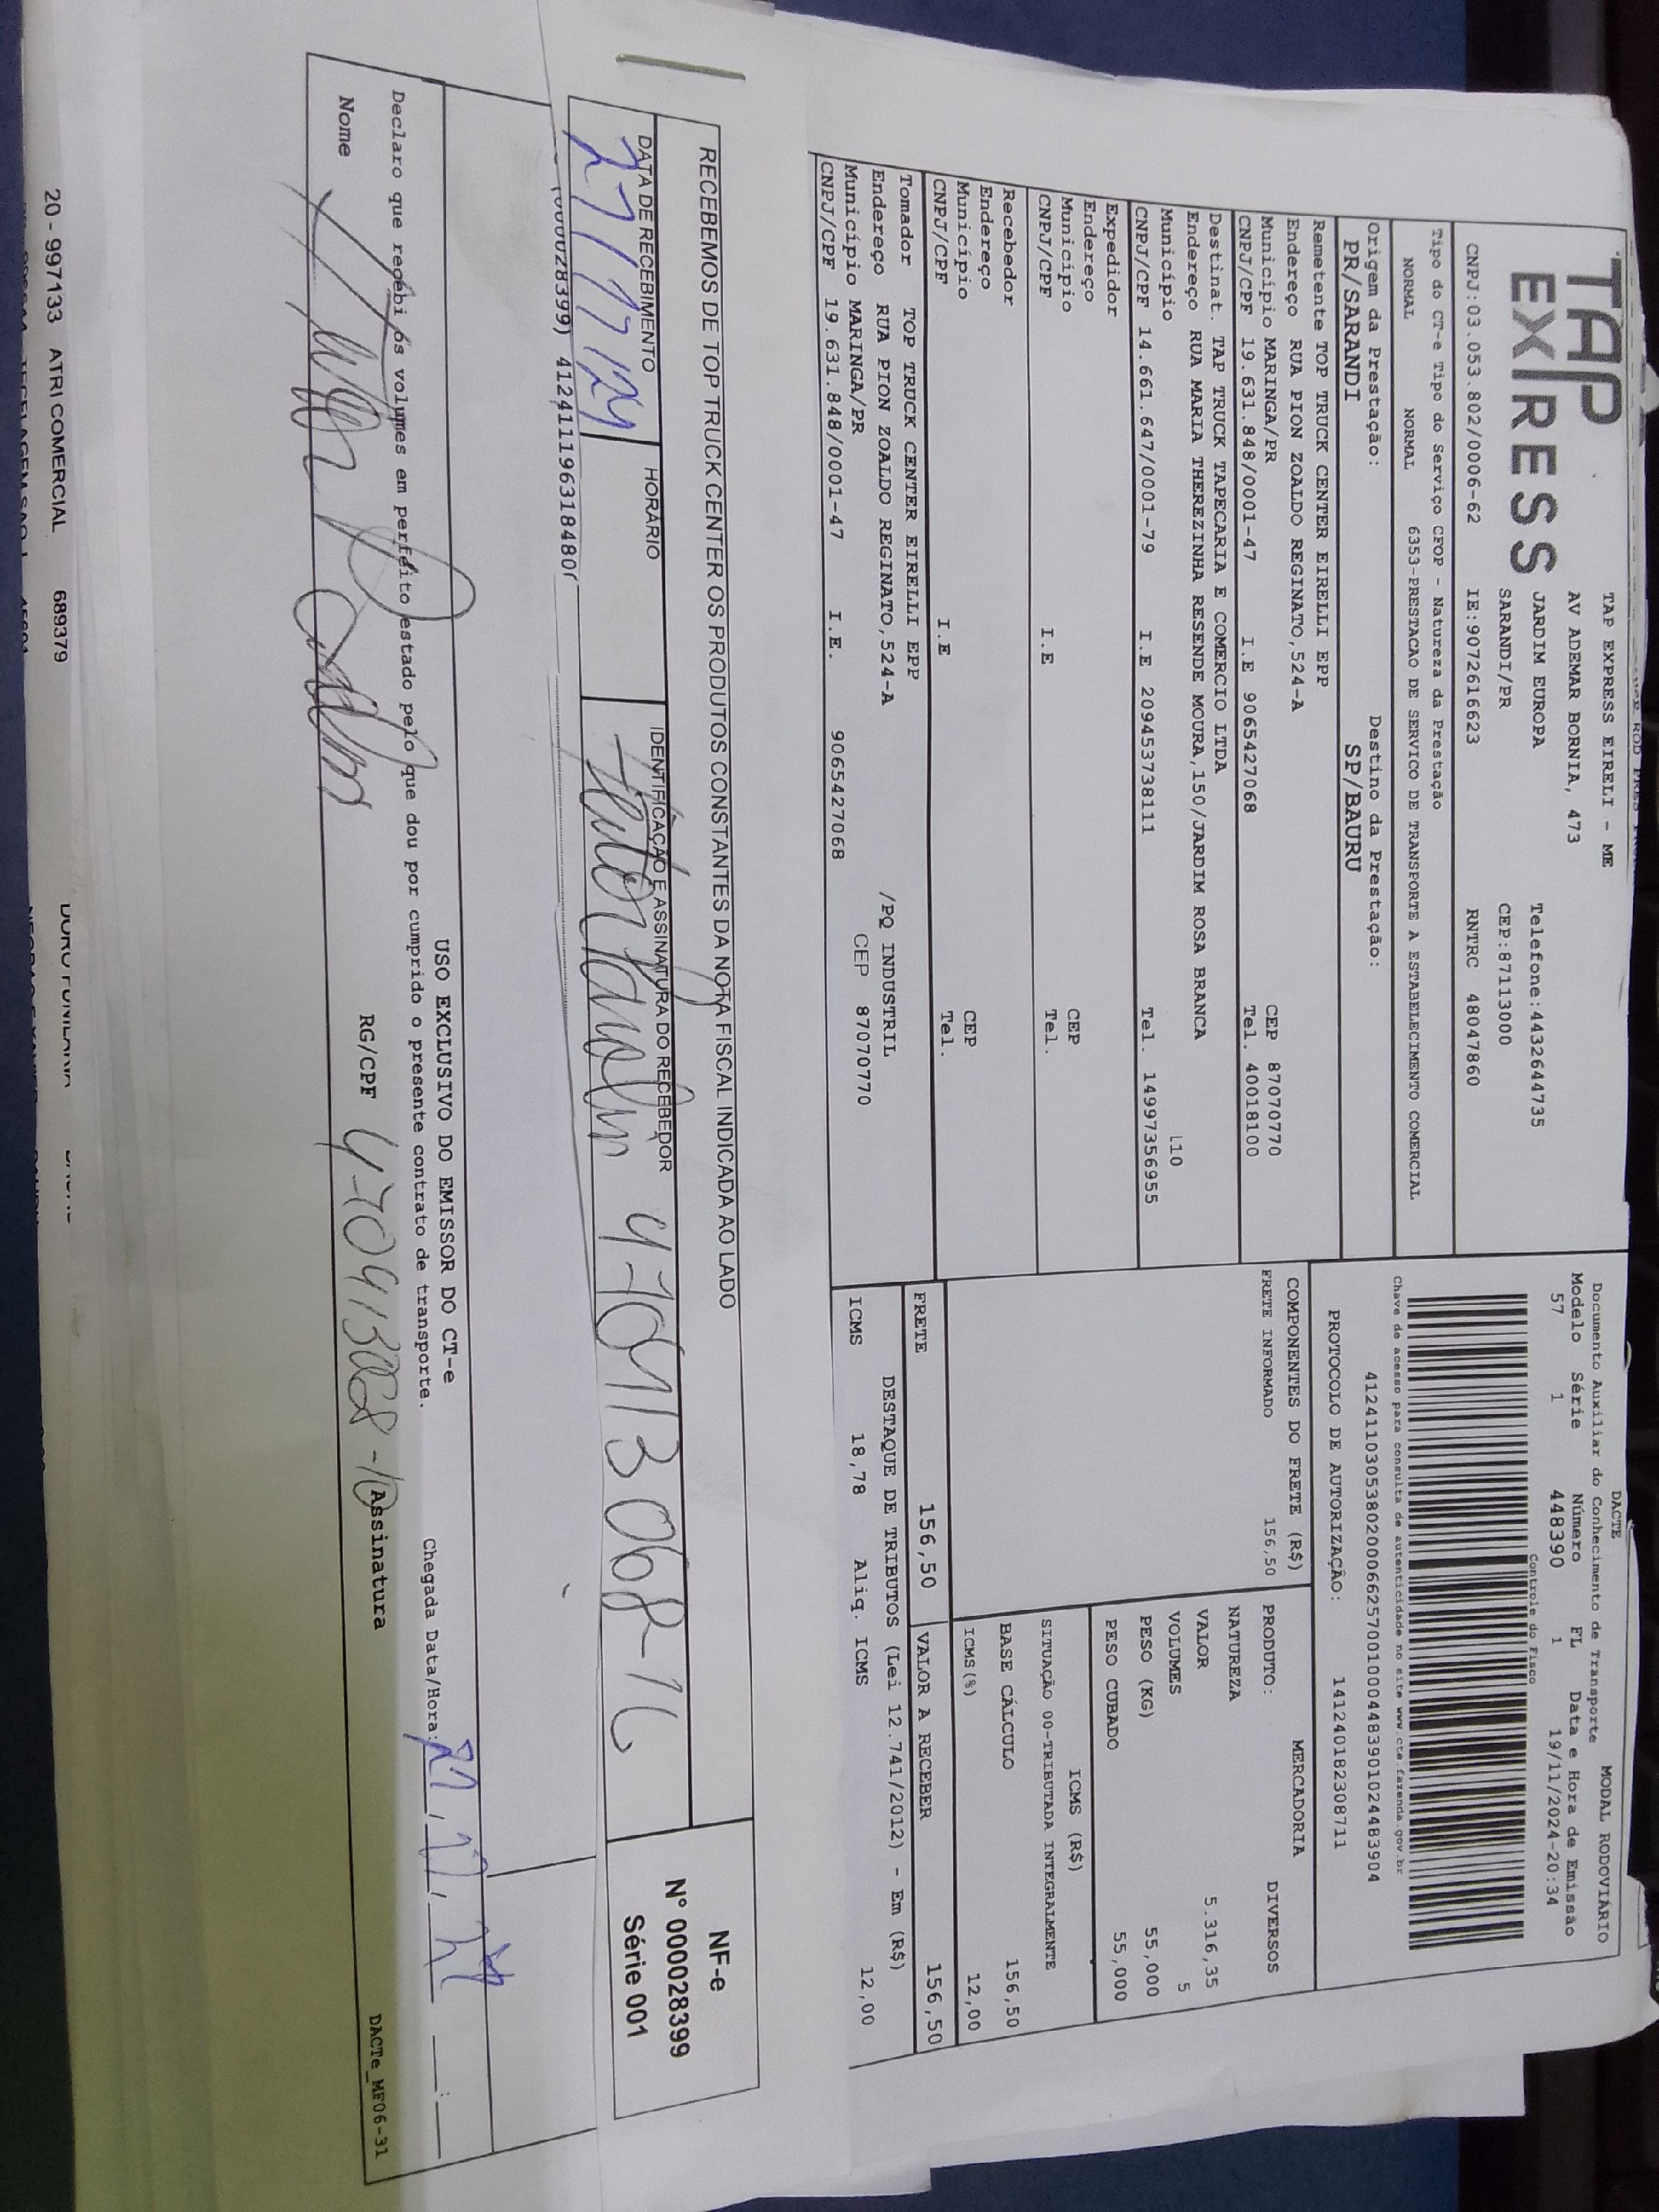 TAP
EXPRESS
TAP EXPRESS EIRELI - ME
AV ADEMAR BORNIA, 473
JARDIM EUROPA Telefone:443264​4735
SARANDI/PR CEP:87113000
CNPJ:03.053.802/0006-62 IE:9072616623 RNTRC 48047860
DACTE MODAL RODOVIÁRIO
Documento Auxiliar do Conhecimento de Transporte
Modelo Série Número FL Data e Hora de Emissão
57 1 448390 1 19/11/2024-20:34
Controle do Fisco
Tipo do CT-e Tipo do Serviço CFOP - Natureza da Prestação
NORMAL NORMAL 6353-PRESTACAO DE SERVICO DE TRANSPORTE A ESTABELECIMENTO COMERCIAL
Chave de acesso para consulta de autenticidade no site www.cte.fazenda.gov.br
41241103053802000662570010004483901024483904
Origem da Prestação: Destino da Prestação:
PR/SARANDI SP/BAURU
PROTOCOLO DE AUTORIZAÇÃO: 141240182308711
Remetente TOP TRUCK CENTER EIRELLI EPP
Endereço RUA PION ZOALDO REGINATO,524-A
Município MARINGA/PR CEP 87070770
CNPJ/CPF 19.631.848/0001-47 I.E 9065427068 Tel. 40018100
Destinat. TAP TRUCK TAPECARIA E COMERCIO LTDA
Endereço RUA MARIA THEREZINHA RESENDE MOURA,150/JARDIM ROSA BRANCA
Município L10
CNPJ/CPF 14.661.647/0001-79 I.E 209453738111 Tel. 14997356955
Expedidor
Endereço
Município CEP
CNPJ/CPF I.E Tel.
Recebedor
Endereço
Município CEP
CNPJ/CPF I.E Tel.
Tomador TOP TRUCK CENTER EIRELLI EPP
Endereço RUA PION ZOALDO REGINATO,524-A /PQ INDUSTRIL
Município MARINGA/PR CEP 87070770
CNPJ/CPF 19.631.848/0001-47 I.E. 9065427068
COMPONENTES DO FRETE (R$)
FRETE INFORMADO 156,50
MERCADORIA
PRODUTO: DIVERSOS
NATUREZA
VALOR 5.316,35
VOLUMES 5
PESO (KG) 55,000
PESO CUBADO 55,000
ICMS (R$)
SITUAÇÃO 00-TRIBUTADA INTEGRALMENTE
BASE CÁLCULO 156,50
ICMS(%) 12,00
FRETE 156,50 VALOR A RECEBER 156,50
DESTAQUE DE TRIBUTOS (Lei 12.741/2012) - Em (R$)
ICMS 18,78 Aliq. ICMS 12,00
RECEBEMOS DE TOP TRUCK CENTER OS PRODUTOS CONSTANTES DA NOTA FISCAL INDICADA AO LADO
DATA DE RECEBIMENTO HORÁRIO IDENTIFICAÇÃO E ASSINATURA DO RECEBEDOR
NF-e
Nº 000028399
Série 001
000028399) 412411196318480
USO EXCLUSIVO DO EMISSOR DO CT-e
Declaro que recebi os volumes em perfeito estado pelo que dou por cumprido o presente contrato de transporte. Chegada Data/Hora:
Nome RG/CPF Assinatura
DACTe_MF06-31
20 - 997133 ATRI COMERCIAL 689379